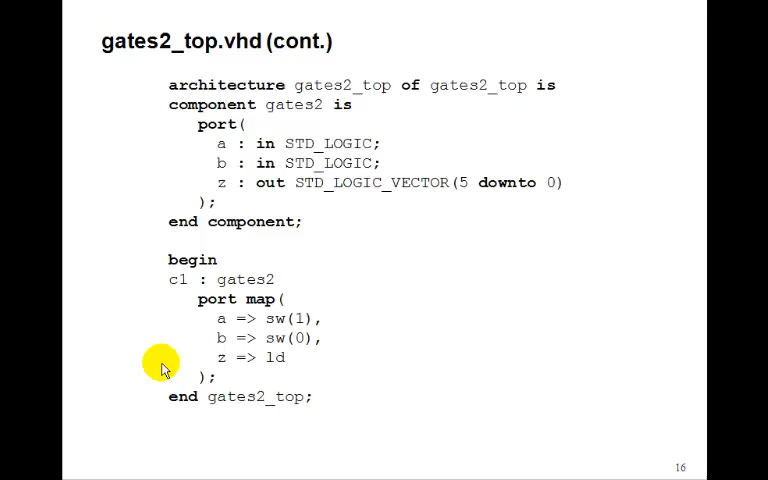 gates2_top.vhd (cont.)
architecture gates2_top of gates2_top is
component gates2 is
port(
a : in STD_LOGIC;
b : in STD_LOGIC;
z : out STD_LOGIC_VECTOR(5 downto 0)
);
end component;
begin
c1 : gates2
port map(
a => sw(1),
b => sw(0),
z => ld
);
end gates2_top;
16